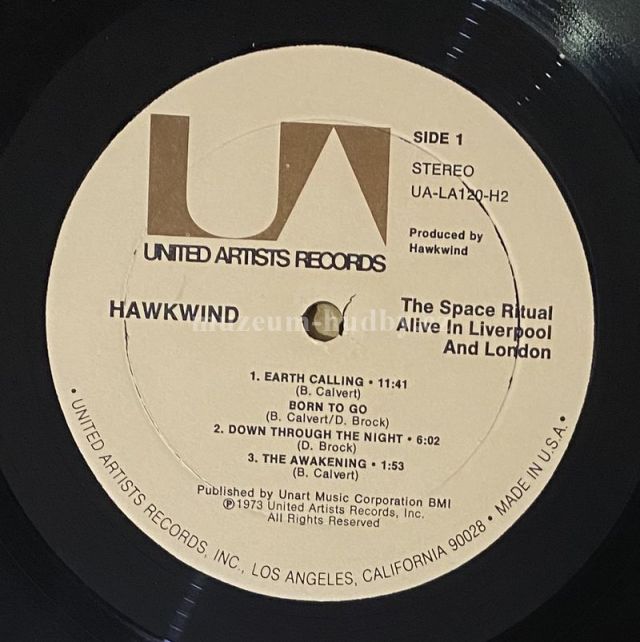 UA
UNITED ARTISTS RECORDS
SIDE 1
STEREO
UA-LA120-H2
Produced by
Hawkwind
HAWKWIND
The Space Ritual
Alive In Liverpool
And London
1. EARTH CALLING • 11:41
(B. Calvert)
BORN TO GO
(B. Calvert/D. Brock)
2. DOWN THROUGH THE NIGHT • 6:02
(D. Brock)
3. THE AWAKENING • 1:53
(B. Calvert)
Published by Unart Music Corporation BMI
Ⓟ1973 United Artists Records, Inc.
All Rights Reserved
• UNITED ARTISTS RECORDS, INC., LOS ANGELES, CALIFORNIA 90028 • MADE IN U.S.A. •